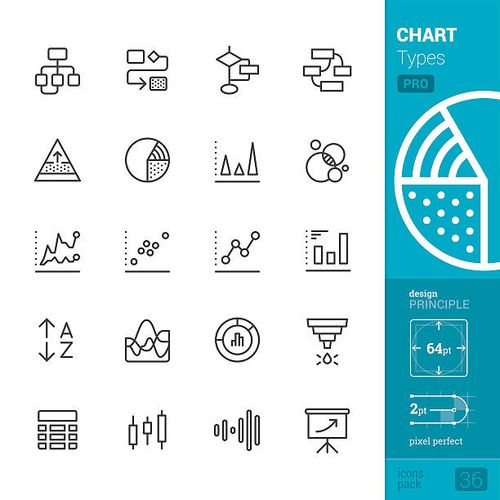 CHART
Types
PRO
A
Z
design
PRINCIPLE
64pt
2pt
pixel perfect
icons
pack
36